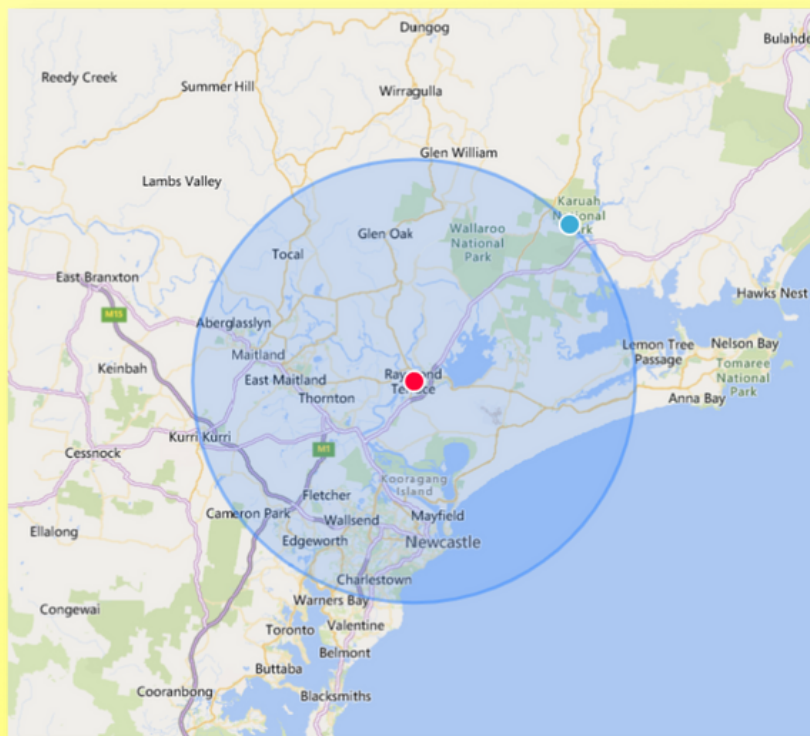 Dungog
Bulahde
Reedy Creek
Summer Hill
Wirragulla
Glen William
Lambs Valley
Karuah
National
Park
Glen Oak
Wallaroo
National
Park
Tocal
East Branxton
Hawks Nest
M15
Aberglasslyn
Maitland
Lemon Tree
Passage
Nelson Bay
Keinbah
East Maitland
Tomaree
National
Park
Thornton
Anna Bay
Kurri Kurri
M1
Cessnock
Kooragang
Island
Fletcher
Cameron Park
Wallsend
Mayfield
Ellalong
Edgeworth
Newcastle
Charlestown
Congewai
Warners Bay
Toronto
Valentine
Belmont
Buttaba
Cooranbong
Blacksmiths